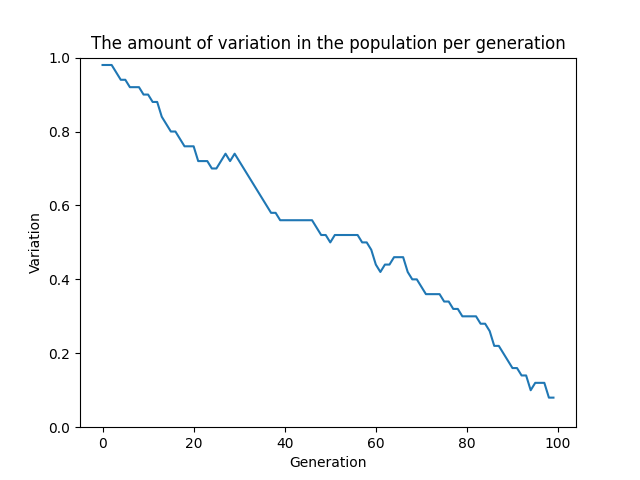 The amount of variation in the population per generation
1.0
0.8
0.6
0.4
0.2
0.0
Variation
0 20 40 60 80 100
Generation